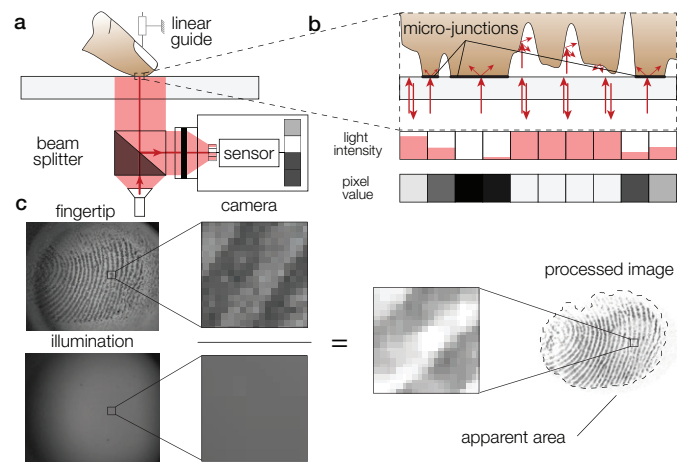 a
linear
guide
beam
splitter
sensor
b
micro-junctions
light
intensity
pixel
value
c
fingertip
camera
illumination
=
processed image
apparent area